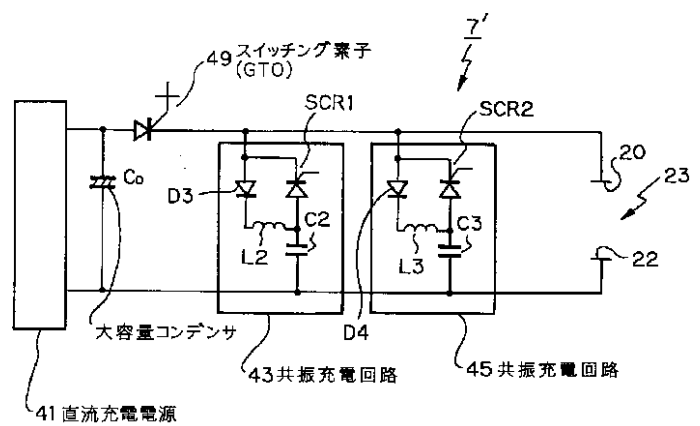 7'
49 スイッチング素子
(GTO)
SCR1
SCR2
20
23
C0
D3
C2
C3
L2
L3
22
大容量コンデンサ
D4
43 共振充電回路
45 共振充電回路
41 直流充電電源